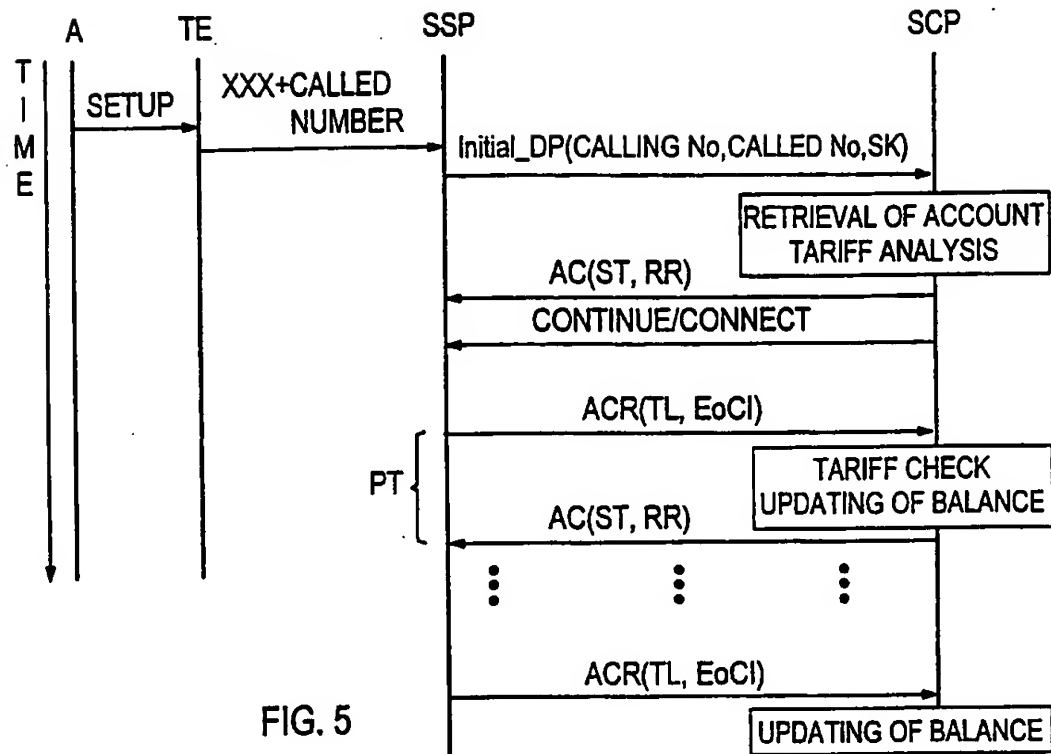 A TE SSP SCP
TIME
SETUP
XXX+CALLED
NUMBER
Initial_DP(CALLING No,CALLED No,SK)
RETRIEVAL OF ACCOUNT
TARIFF ANALYSIS
AC(ST, RR)
CONTINUE/CONNECT
ACR(TL, EoCI)
PT
TARIFF CHECK
UPDATING OF BALANCE
AC(ST, RR)
ACR(TL, EoCI)
FIG. 5
UPDATING OF BALANCE